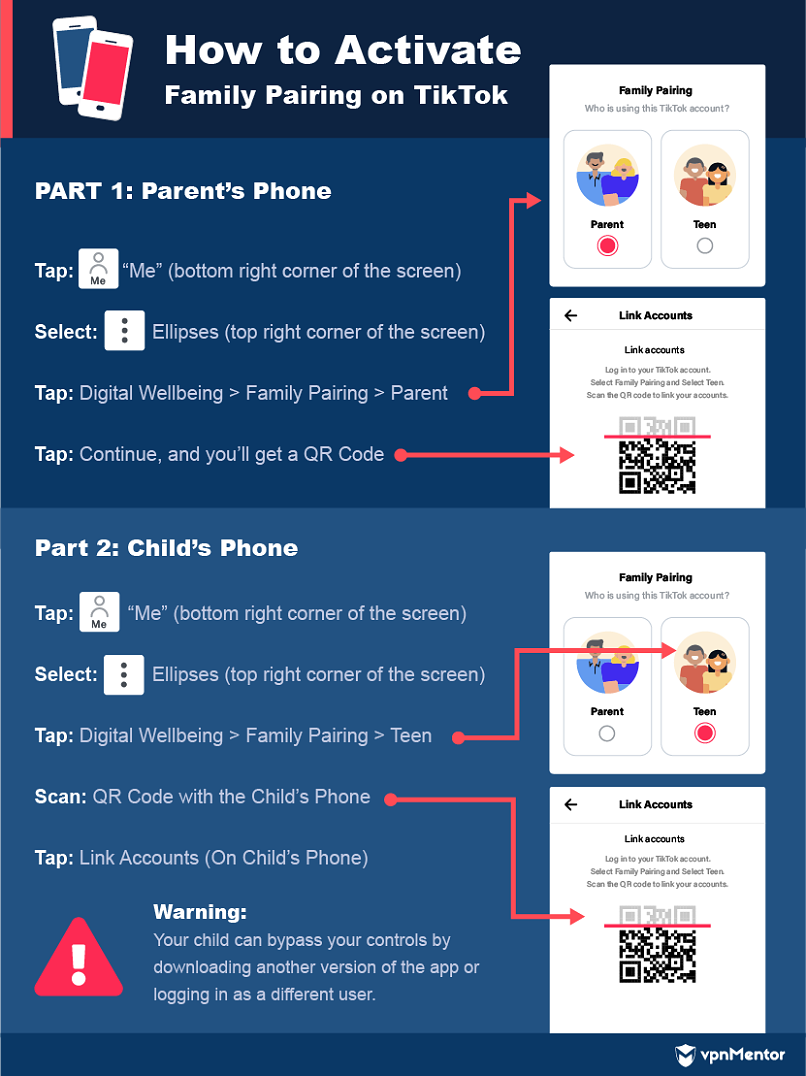 How to Activate
Family Pairing on TikTok
PART 1: Parent's Phone
Tap: Me “Me” (bottom right corner of the screen)
Select: Ellipses (top right corner of the screen)
Tap: Digital Wellbeing > Family Pairing > Parent
Tap: Continue, and you’ll get a QR Code
Family Pairing
Who is using this TikTok account?
Parent Teen
Link Accounts
Link accounts
Log in to your TikTok account.
Select Family Pairing and Select Teen.
Scan the QR code to link your accounts.
Part 2: Child’s Phone
Tap: Me “Me” (bottom right corner of the screen)
Select: Ellipses (top right corner of the screen)
Tap: Digital Wellbeing > Family Pairing > Teen
Scan: QR Code with the Child’s Phone
Tap: Link Accounts (On Child’s Phone)
Family Pairing
Who is using this TikTok account?
Parent Teen
Link Accounts
Link accounts
Log in to your TikTok account.
Select Family Pairing and Select Teen.
Scan the QR code to link your accounts.
Warning:
Your child can bypass your controls by
downloading another version of the app or
logging in as a different user.
vpnMentor